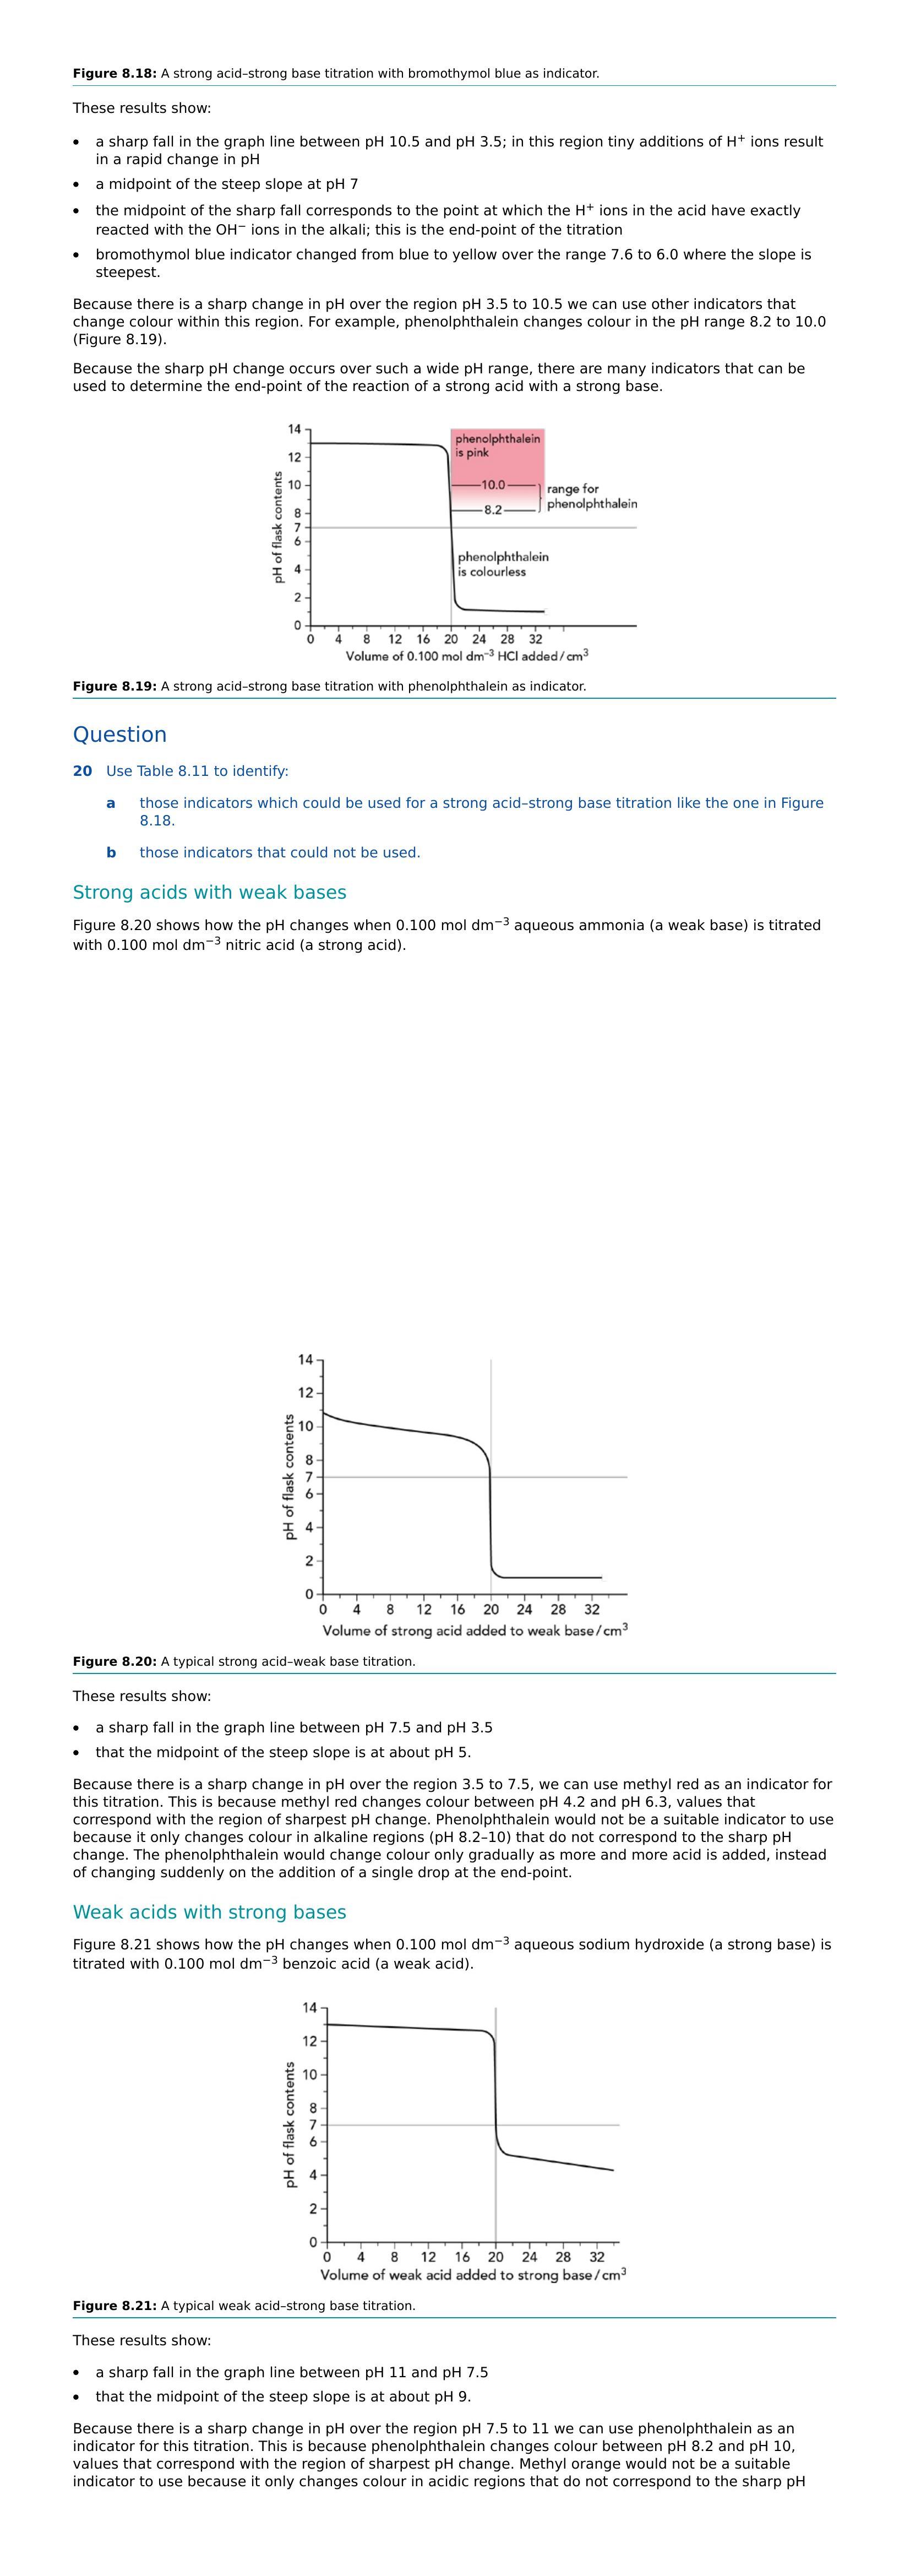 Figure 8.18: A strong acid–strong base titration with bromothymol blue as indicator.
These results show:
• a sharp fall in the graph line between pH 10.5 and pH 3.5; in this region tiny additions of H⁺ ions result
in a rapid change in pH
• a midpoint of the steep slope at pH 7
• the midpoint of the sharp fall corresponds to the point at which the H⁺ ions in the acid have exactly
reacted with the OH⁻ ions in the alkali; this is the end-point of the titration
• bromothymol blue indicator changed from blue to yellow over the range 7.6 to 6.0 where the slope is
steepest.
Because there is a sharp change in pH over the region pH 3.5 to 10.5 we can use other indicators that
change colour within this region. For example, phenolphthalein changes colour in the pH range 8.2 to 10.0
(Figure 8.19).
Because the sharp pH change occurs over such a wide pH range, there are many indicators that can be
used to determine the end-point of the reaction of a strong acid with a strong base.
pH of flask contents
14
12
10
8
7
6
4
2
0
phenolphthalein
is pink
10.0
8.2
range for
phenolphthalein
phenolphthalein
is colourless
0 4 8 12 16 20 24 28 32
Volume of 0.100 mol dm⁻³ HCl added/cm³
Figure 8.19: A strong acid–strong base titration with phenolphthalein as indicator.
Question
20 Use Table 8.11 to identify:
a those indicators which could be used for a strong acid–strong base titration like the one in Figure
8.18.
b those indicators that could not be used.
Strong acids with weak bases
Figure 8.20 shows how the pH changes when 0.100 mol dm⁻³ aqueous ammonia (a weak base) is titrated
with 0.100 mol dm⁻³ nitric acid (a strong acid).
pH of flask contents
14
12
10
8
7
6
4
2
0
0 4 8 12 16 20 24 28 32
Volume of strong acid added to weak base/cm³
Figure 8.20: A typical strong acid–weak base titration.
These results show:
• a sharp fall in the graph line between pH 7.5 and pH 3.5
• that the midpoint of the steep slope is at about pH 5.
Because there is a sharp change in pH over the region 3.5 to 7.5, we can use methyl red as an indicator for
this titration. This is because methyl red changes colour between pH 4.2 and pH 6.3, values that
correspond with the region of sharpest pH change. Phenolphthalein would not be a suitable indicator to use
because it only changes colour in alkaline regions (pH 8.2–10) that do not correspond to the sharp pH
change. The phenolphthalein would change colour only gradually as more and more acid is added, instead
of changing suddenly on the addition of a single drop at the end-point.
Weak acids with strong bases
Figure 8.21 shows how the pH changes when 0.100 mol dm⁻³ aqueous sodium hydroxide (a strong base) is
titrated with 0.100 mol dm⁻³ benzoic acid (a weak acid).
pH of flask contents
14
12
10
8
7
6
4
2
0
0 4 8 12 16 20 24 28 32
Volume of weak acid added to strong base/cm³
Figure 8.21: A typical weak acid–strong base titration.
These results show:
• a sharp fall in the graph line between pH 11 and pH 7.5
• that the midpoint of the steep slope is at about pH 9.
Because there is a sharp change in pH over the region pH 7.5 to 11 we can use phenolphthalein as an
indicator for this titration. This is because phenolphthalein changes colour between pH 8.2 and pH 10,
values that correspond with the region of sharpest pH change. Methyl orange would not be a suitable
indicator to use because it only changes colour in acidic regions that do not correspond to the sharp pH